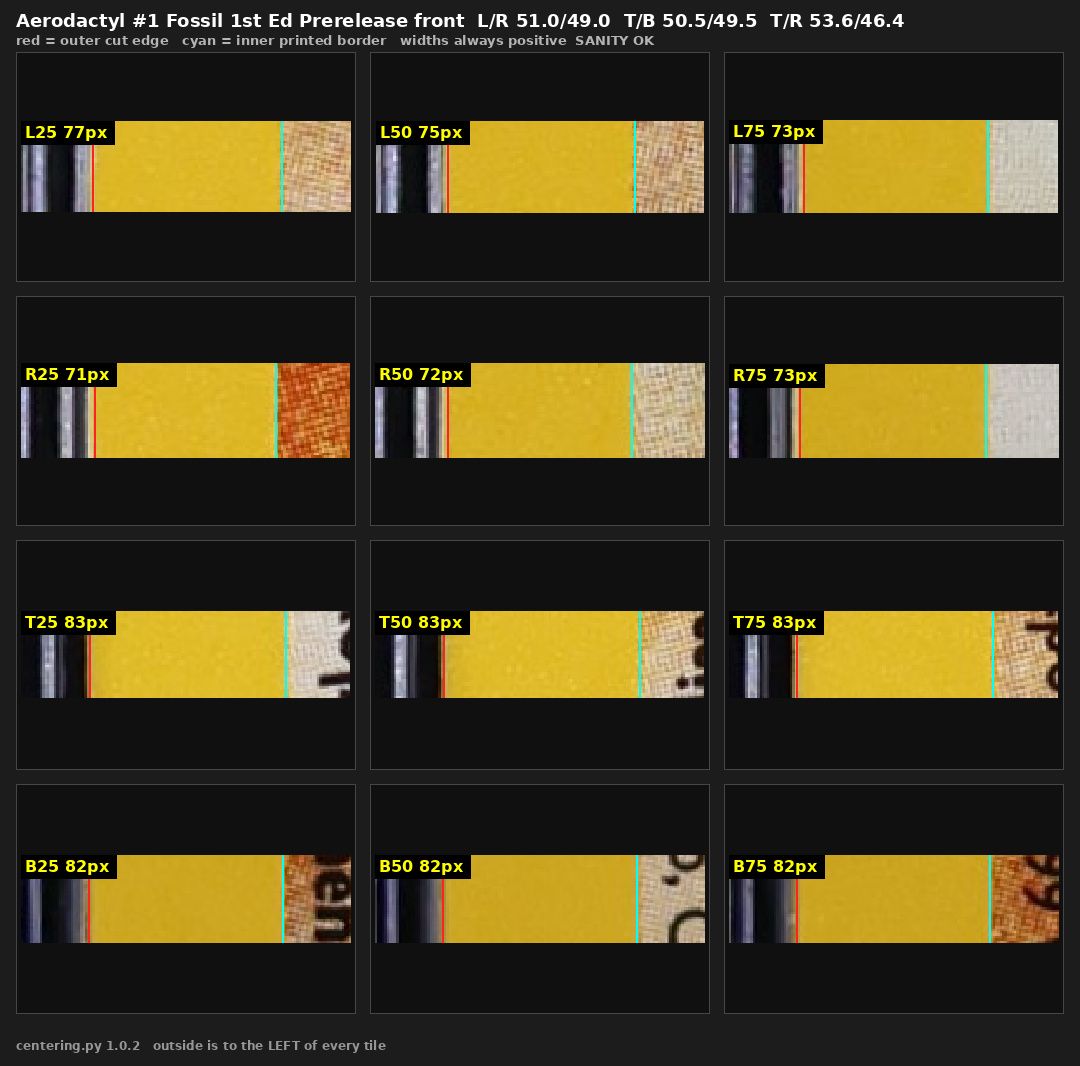 Aerodactyl #1 Fossil 1st Ed Prerelease front  L/R 51.0/49.0  T/B 50.5/49.5  T/R 53.6/46.4
red = outer cut edge   cyan = inner printed border   widths always positive  SANITY OK
L25 77px
L50 75px
L75 73px
R25 71px
R50 72px
R75 73px
T25 83px
T50 83px
T75 83px
B25 82px
B50 82px
B75 82px
centering.py 1.0.2   outside is to the LEFT of every tile